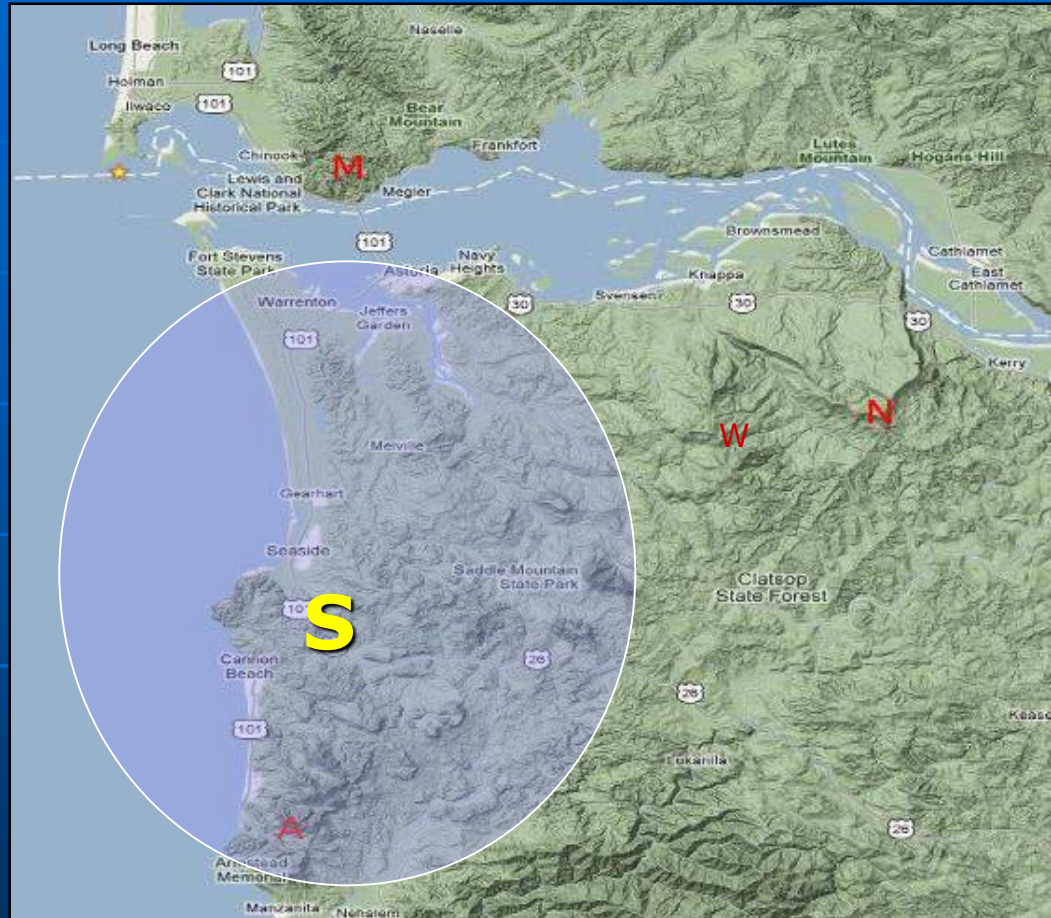 Naselle
Long Beach
101
Holman
Ilwaco
101
Bear
Mountain
Chinook
M
Frankfort
Lutes
Mountain
Hogans Hill
Lewis and
Clark National
Historical Park
Megler
101
Brownsmead
Fort Stevens
State Park
Astoria
Navy
Heights
Cathlamet
East
Cathlamet
Knappa
Svensen
30
30
30
Warrenton
Jeffers
Garden
101
Kerry
N
W
Melville
Gearhart
Seaside
Saddle Mountain
State Park
Clatsop
State Forest
101
S
Cannon
Beach
26
26
101
A
26
Memorial
Manzanita
Nehalem